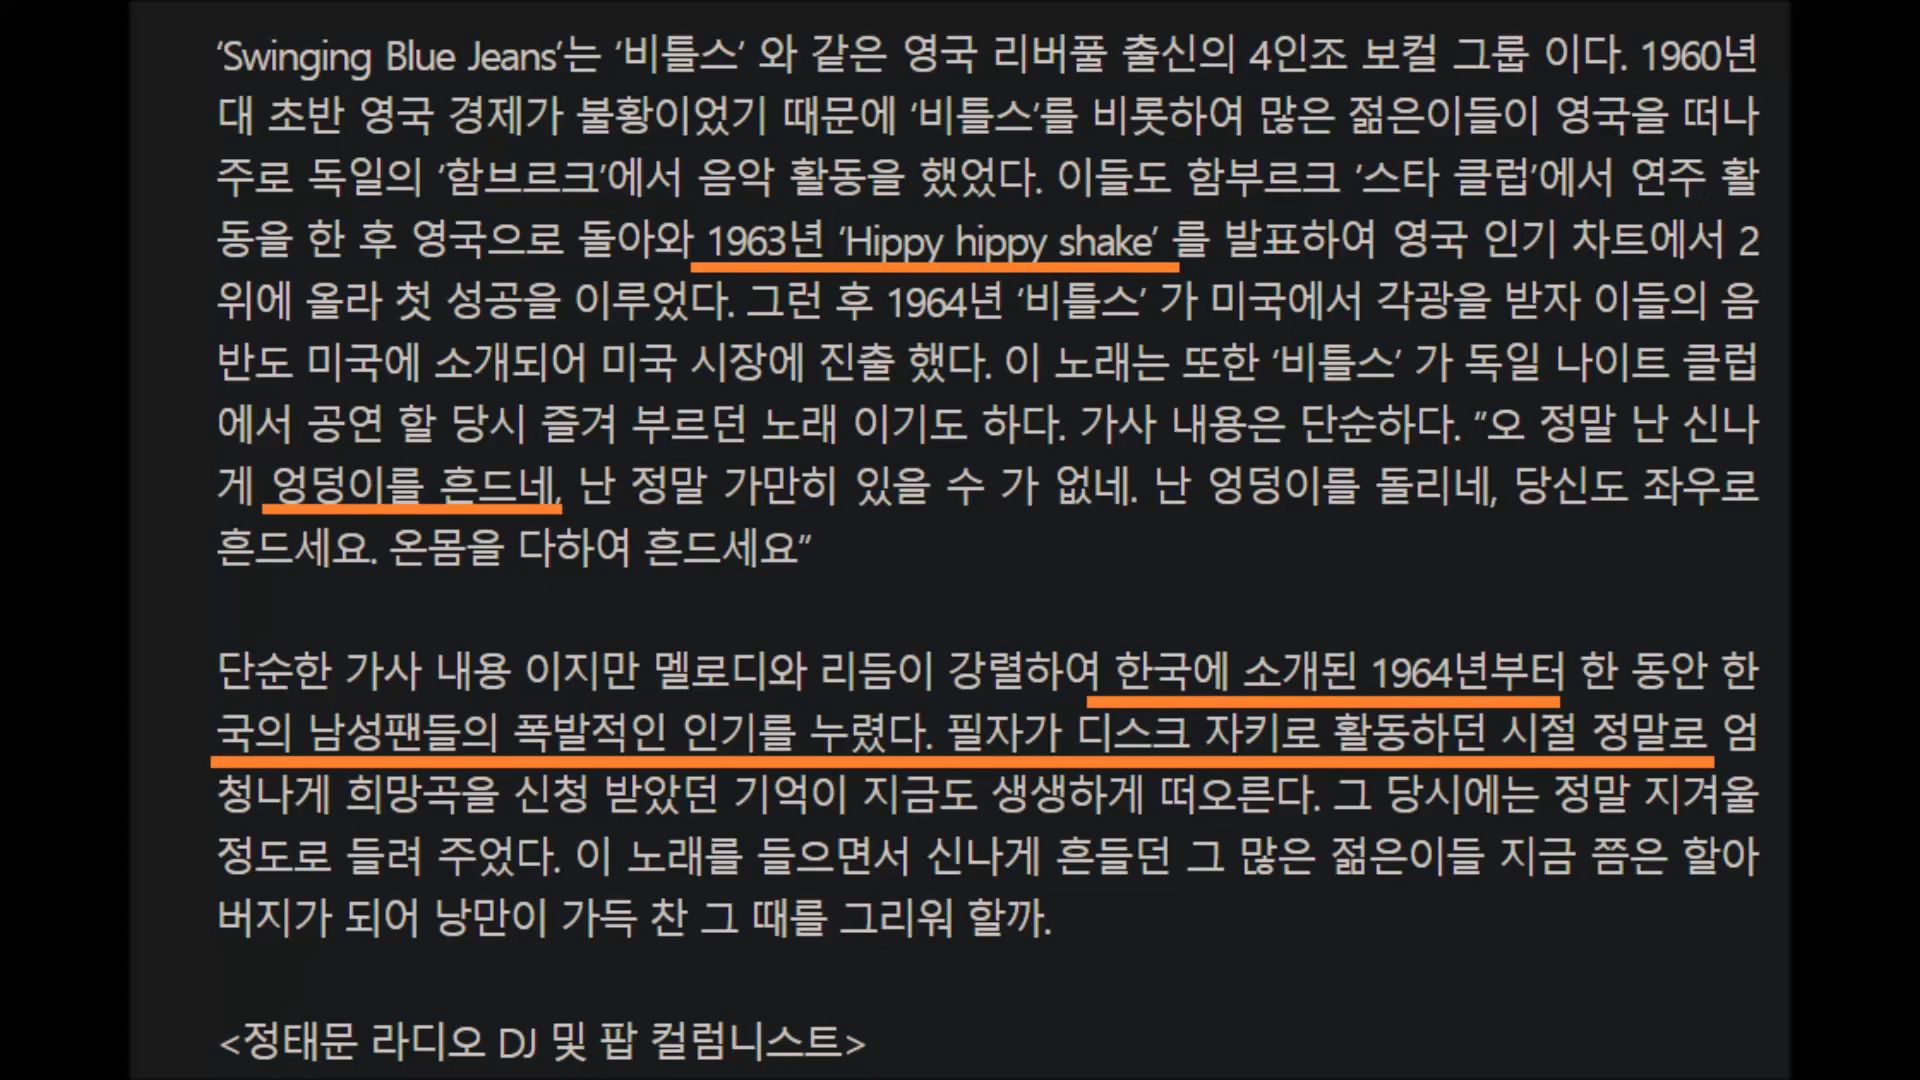 ‘Swinging Blue Jeans’는 ‘비틀스’ 와 같은 영국 리버풀 출신의 4인조 보컬 그룹 이다. 1960년
대 초반 영국 경제가 불황이었기 때문에 ‘비틀스’를 비롯하여 많은 젊은이들이 영국을 떠나
주로 독일의 ’함브르크’에서 음악 활동을 했었다. 이들도 함부르크 ‘스타 클럽’에서 연주 활
동을 한 후 영국으로 돌아와 1963년 ’Hippy hippy shake’ 를 발표하여 영국 인기 차트에서 2
위에 올라 첫 성공을 이루었다. 그런 후 1964년 ‘비틀스’ 가 미국에서 각광을 받자 이들의 음
반도 미국에 소개되어 미국 시장에 진출 했다. 이 노래는 또한 ‘비틀스’ 가 독일 나이트 클럽
에서 공연 할 당시 즐겨 부르던 노래 이기도 하다. 가사 내용은 단순하다. “오 정말 난 신나
게 엉덩이를 흔드네, 난 정말 가만히 있을 수 가 없네. 난 엉덩이를 돌리네, 당신도 좌우로
흔드세요. 온몸을 다하여 흔드세요”
단순한 가사 내용 이지만 멜로디와 리듬이 강렬하여 한국에 소개된 1964년부터 한 동안 한
국의 남성팬들의 폭발적인 인기를 누렸다. 필자가 디스크 자키로 활동하던 시절 정말로 엄
청나게 희망곡을 신청 받았던 기억이 지금도 생생하게 떠오른다. 그 당시에는 정말 지겨울
정도로 들려 주었다. 이 노래를 들으면서 신나게 흔들던 그 많은 젊은이들 지금 쯤은 할아
버지가 되어 낭만이 가득 찬 그 때를 그리워 할까.
<정태문 라디오 DJ 및 팝 컬럼니스트>